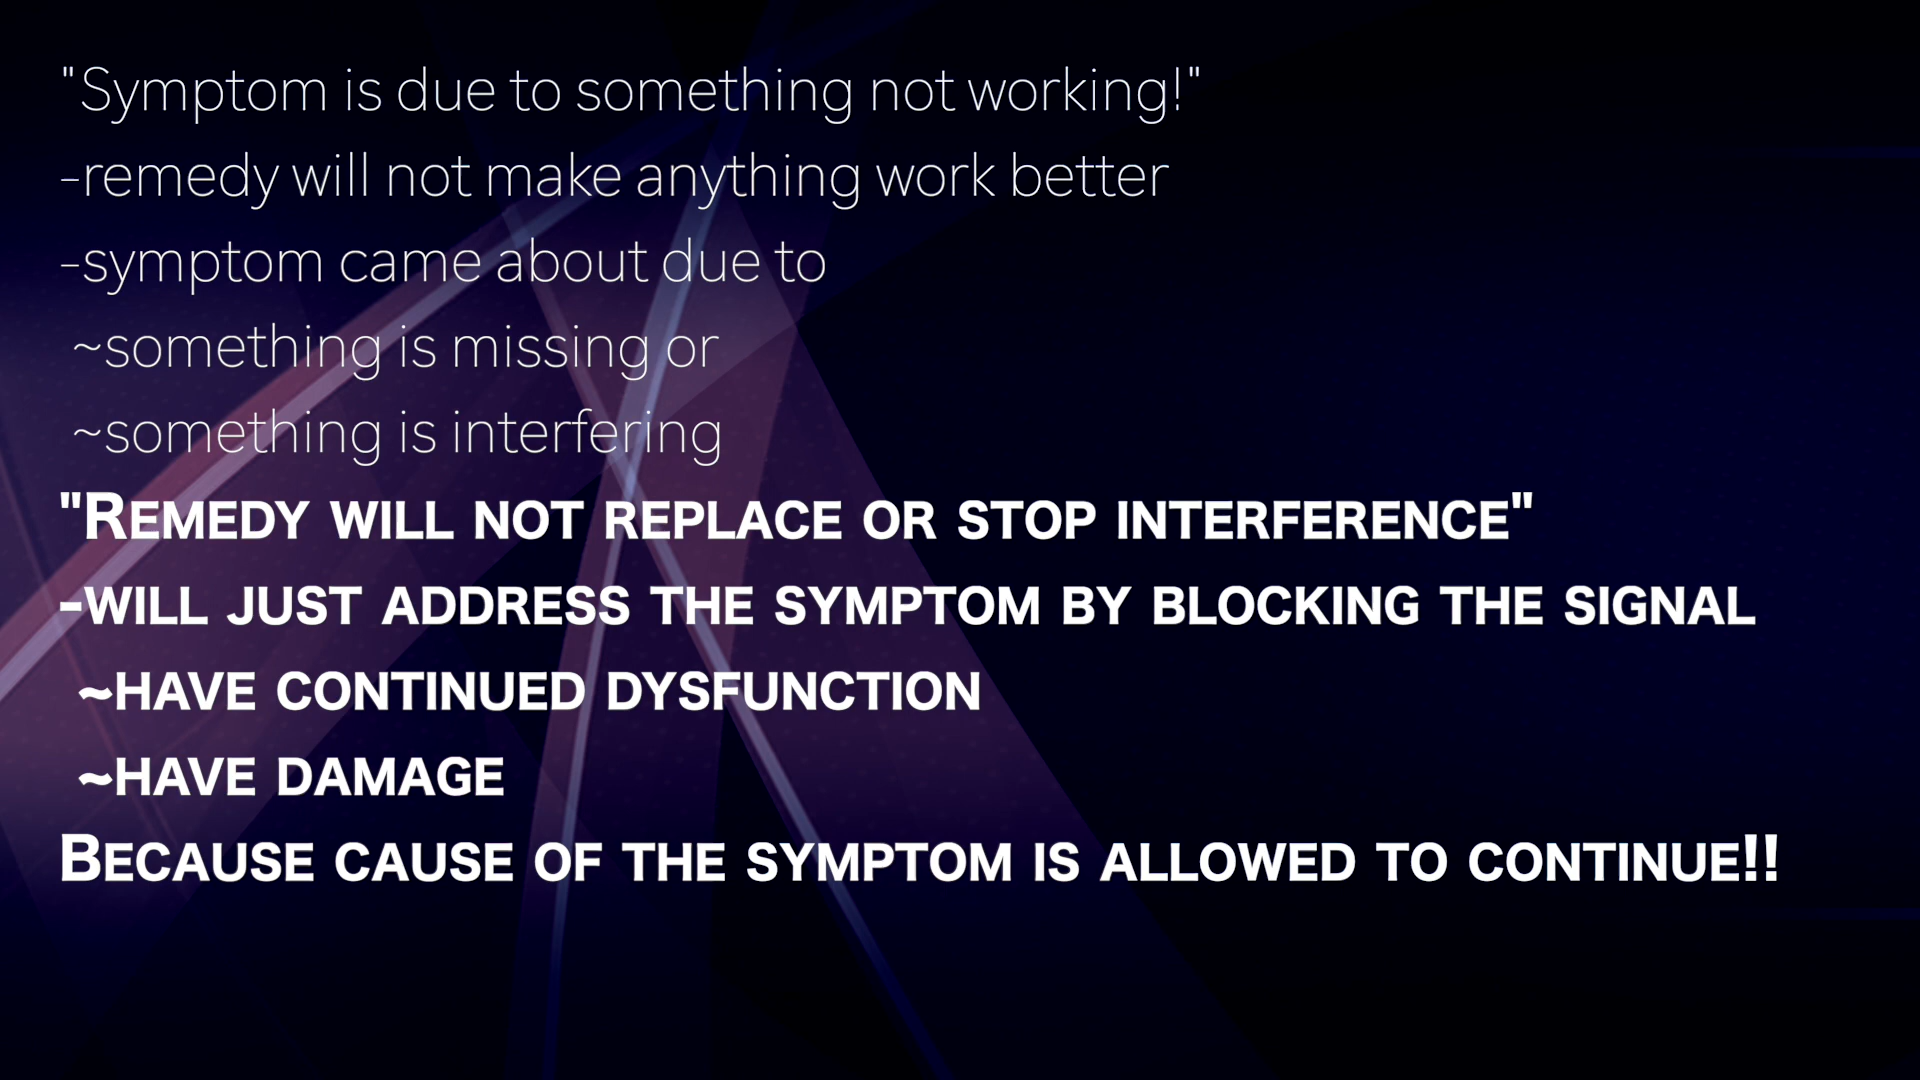 "Symptom is due to something not working!"
-remedy will not make anything work better
-symptom came about due to
~something is missing or
~something is interfering
"Remedy will not replace or stop interference"
-will just address the symptom by blocking the signal
~have continued dysfunction
~have damage
Because cause of the symptom is allowed to continue!!